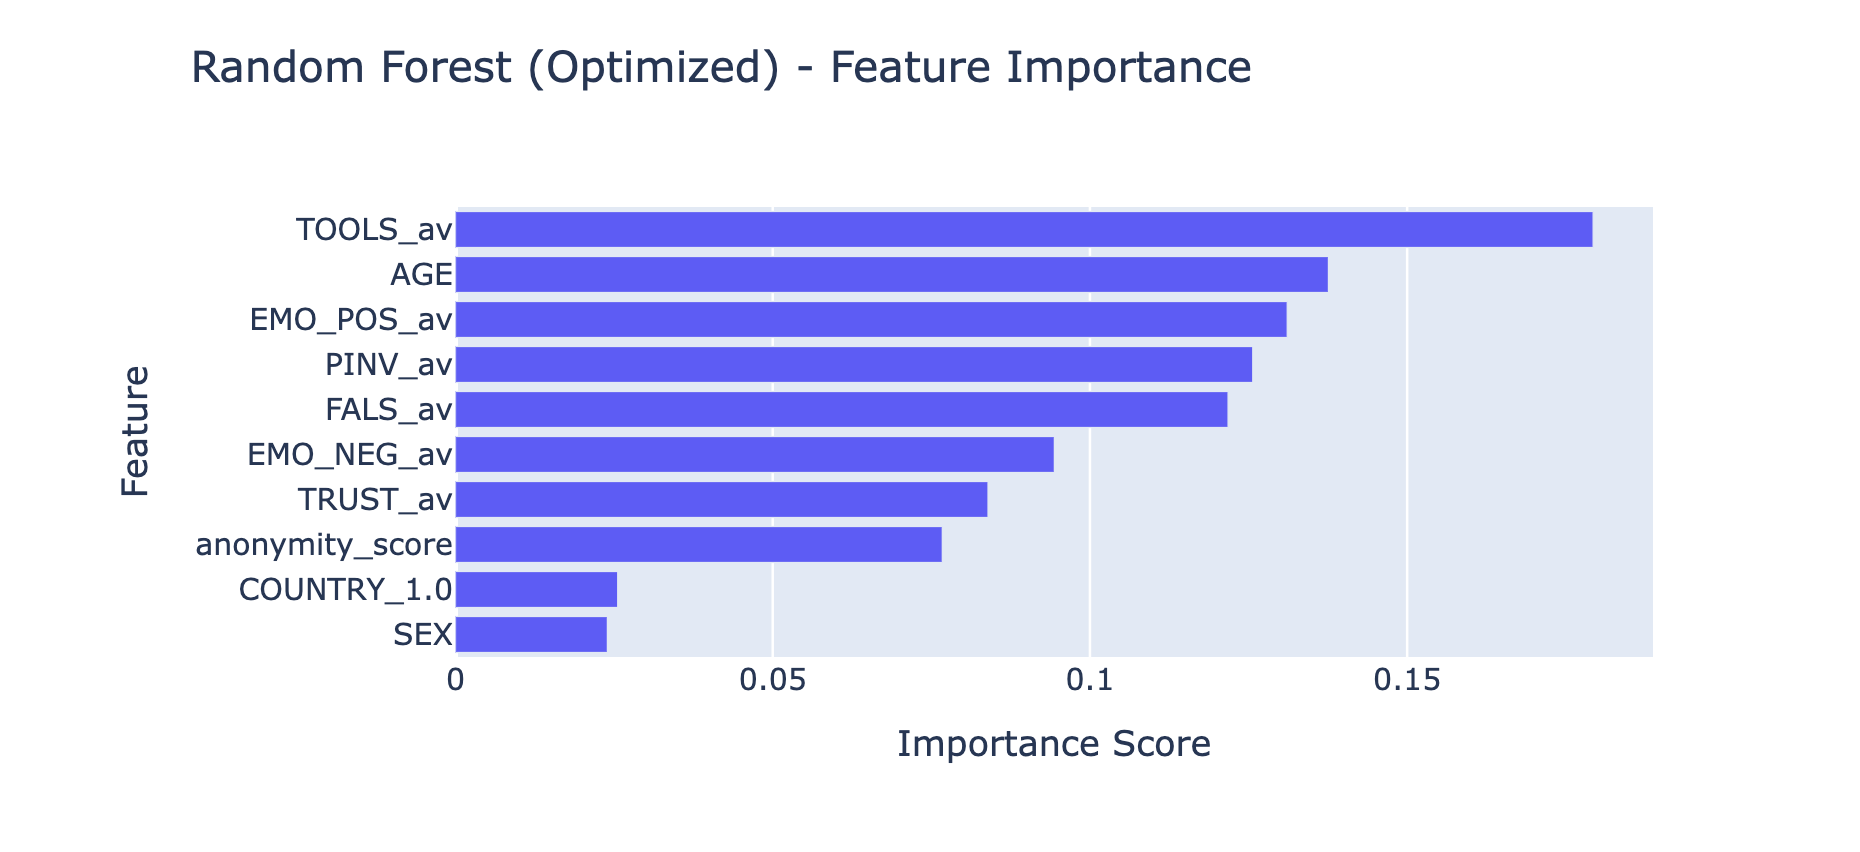 Random Forest (Optimized) - Feature Importance
Feature
TOOLS_av
AGE
EMO_POS_av
PINV_av
FALS_av
EMO_NEG_av
TRUST_av
anonymity_score
COUNTRY_1.0
SEX
0 0.05 0.1 0.15
Importance Score